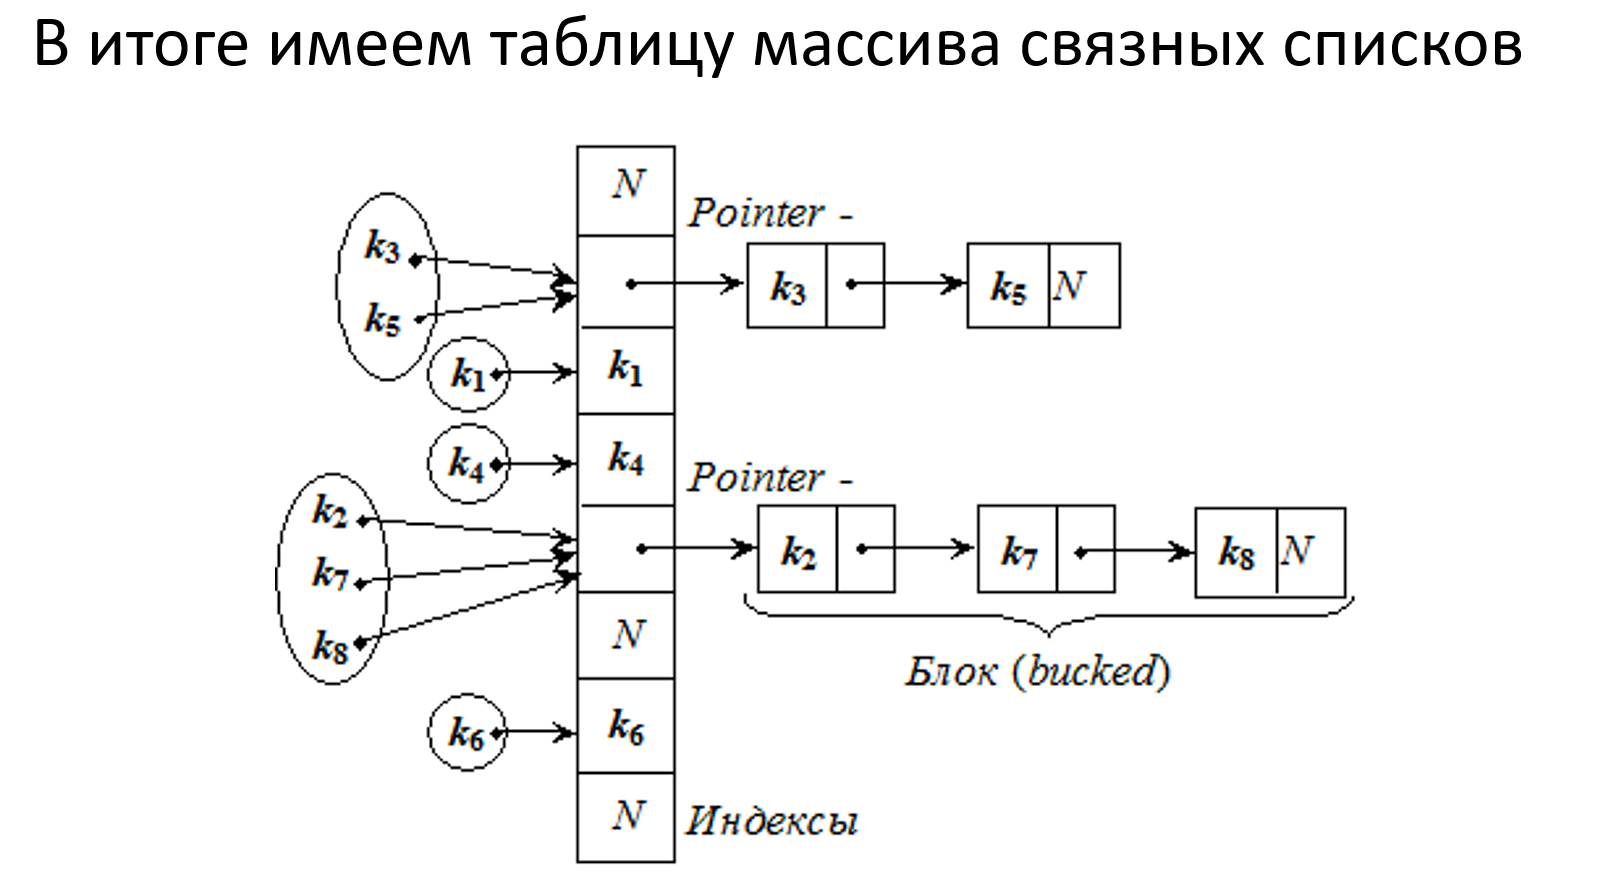 В итоге имеем таблицу массива связных списков
N
Pointer -
k3
k5
k3
k5 N
k1
k1
k4
k4
Pointer -
k2
k7
k8
k2
k7
k8 N
N
Блок (bucked)
k6
k6
N
Индексы